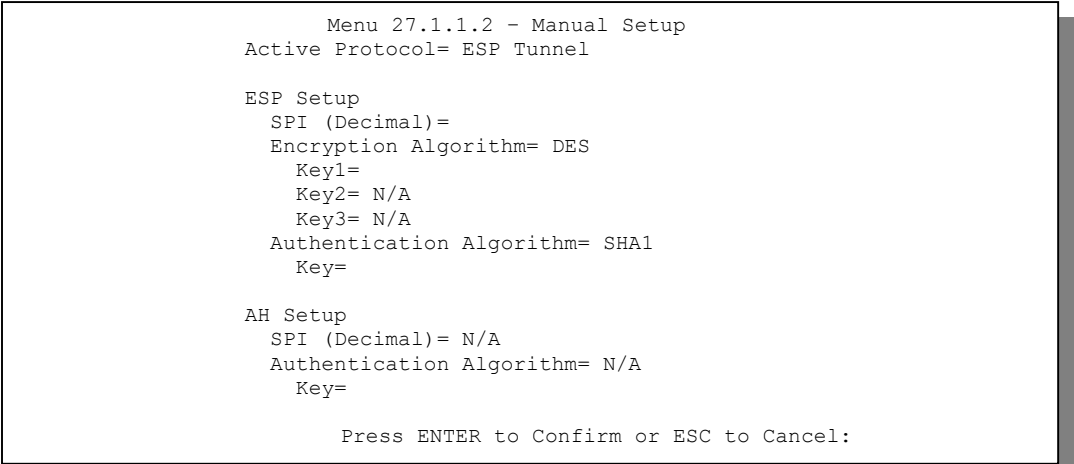 Menu 27.1.1.2 – Manual Setup
Active Protocol= ESP Tunnel
ESP Setup
SPI (Decimal)=
Encryption Algorithm= DES
Key1=
Key2= N/A
Key3= N/A
Authentication Algorithm= SHA1
Key=
AH Setup
SPI (Decimal)= N/A
Authentication Algorithm= N/A
Key=
Press ENTER to Confirm or ESC to Cancel: